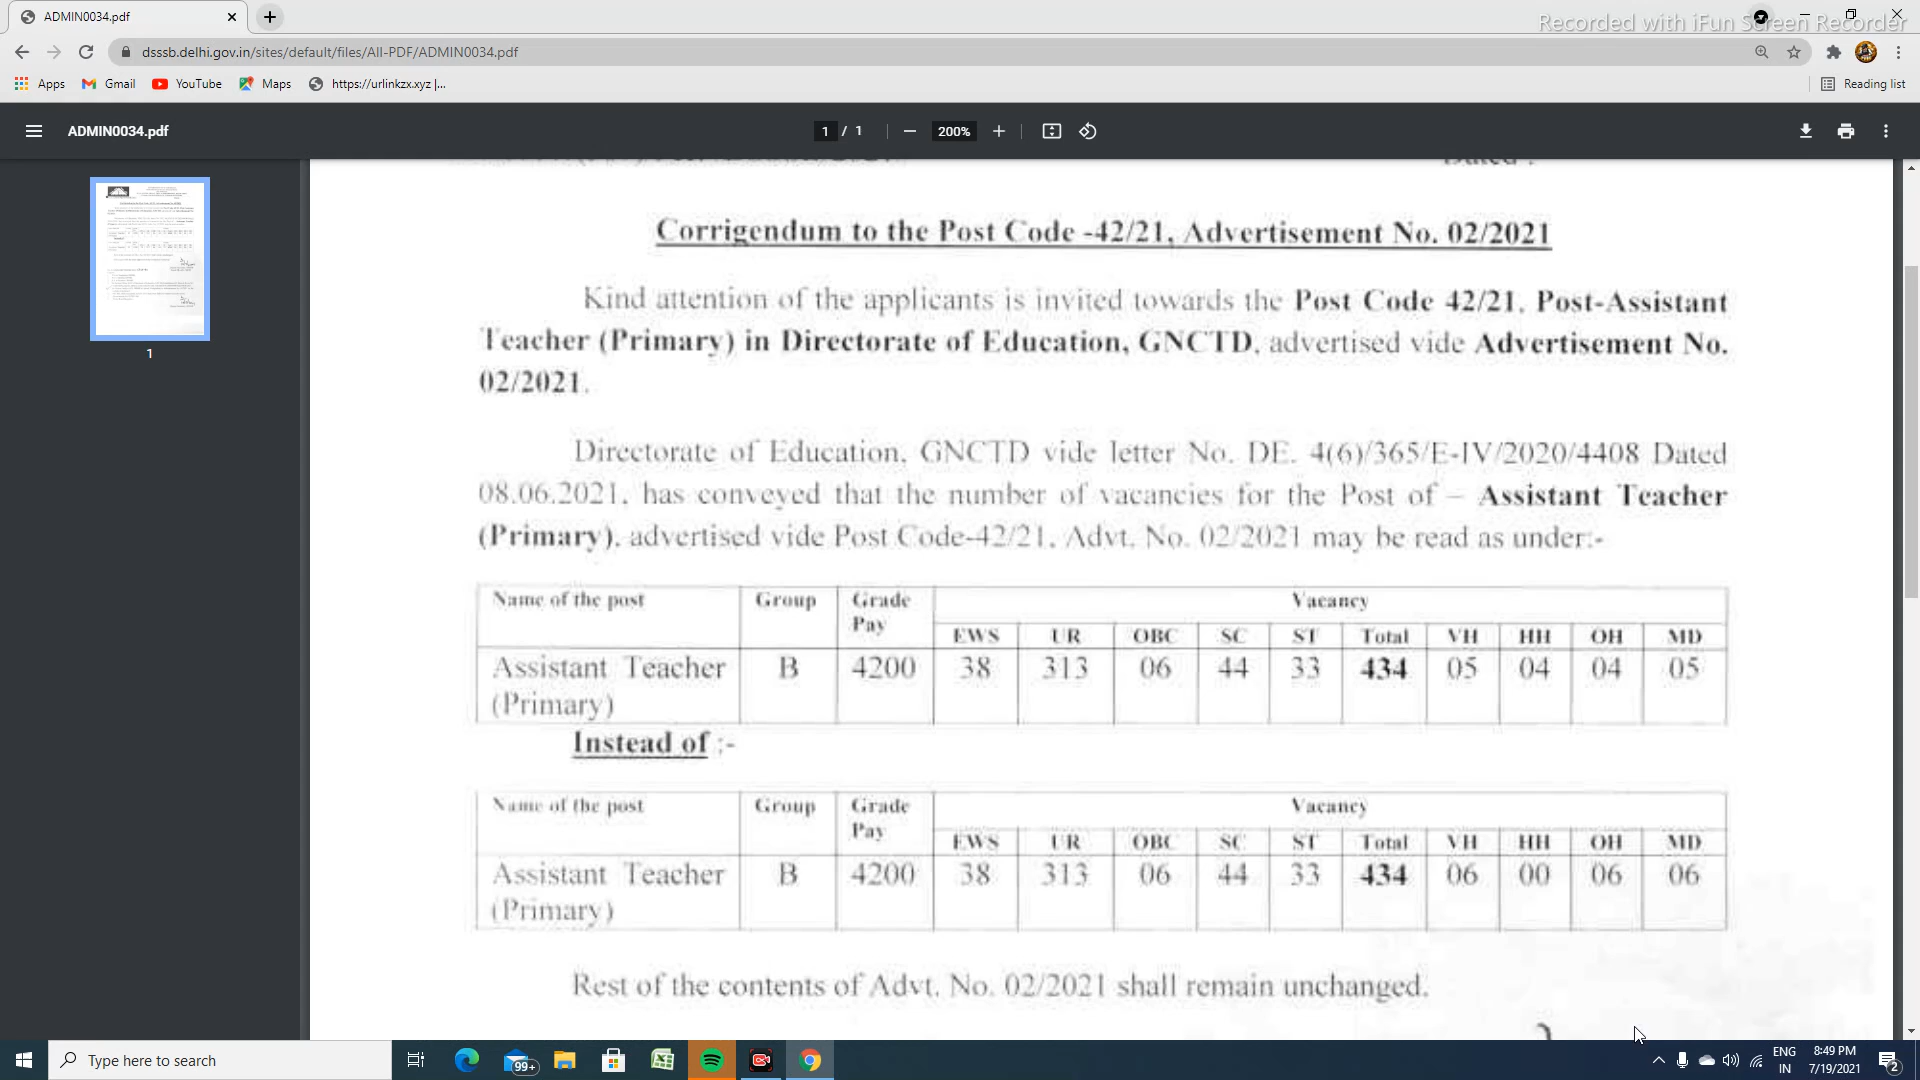 ADMIN0034.pdf
Recorded with iFun Screen Recorder
dsssb.delhi.gov.in/sites/default/files/All-PDF/ADMIN0034.pdf
Apps Gmail YouTube Maps https://urlinkzx.xyz |... Reading list
ADMIN0034.pdf 1 / 1 200%
Dated :
Corrigendum to the Post Code -42/21, Advertisement No. 02/2021
Kind attention of the applicants is invited towards the Post Code 42/21, Post-Assistant
Teacher (Primary) in Directorate of Education, GNCTD, advertised vide Advertisement No.
02/2021.
Directorate of Education, GNCTD vide letter No. DE. 4(6)/365/E-IV/2020/4408 Dated
08.06.2021, has conveyed that the number of vacancies for the Post of – Assistant Teacher
(Primary), advertised vide Post Code-42/21, Advt. No. 02/2021 may be read as under:-
Name of the post Group Grade Vacancy
Pay
EWS UR OBC SC ST Total VH HH OH MD
Assistant Teacher B 4200 38 313 06 44 33 434 05 04 04 05
(Primary)
Instead of :-
Name of the post Group Grade Vacancy
Pay
EWS UR OBC SC ST Total VH HH OH MD
Assistant Teacher B 4200 38 313 06 44 33 434 06 00 06 06
(Primary)
Rest of the contents of Advt. No. 02/2021 shall remain unchanged.
1
Type here to search
99+
ENG
IN
8:49 PM
7/19/2021
2